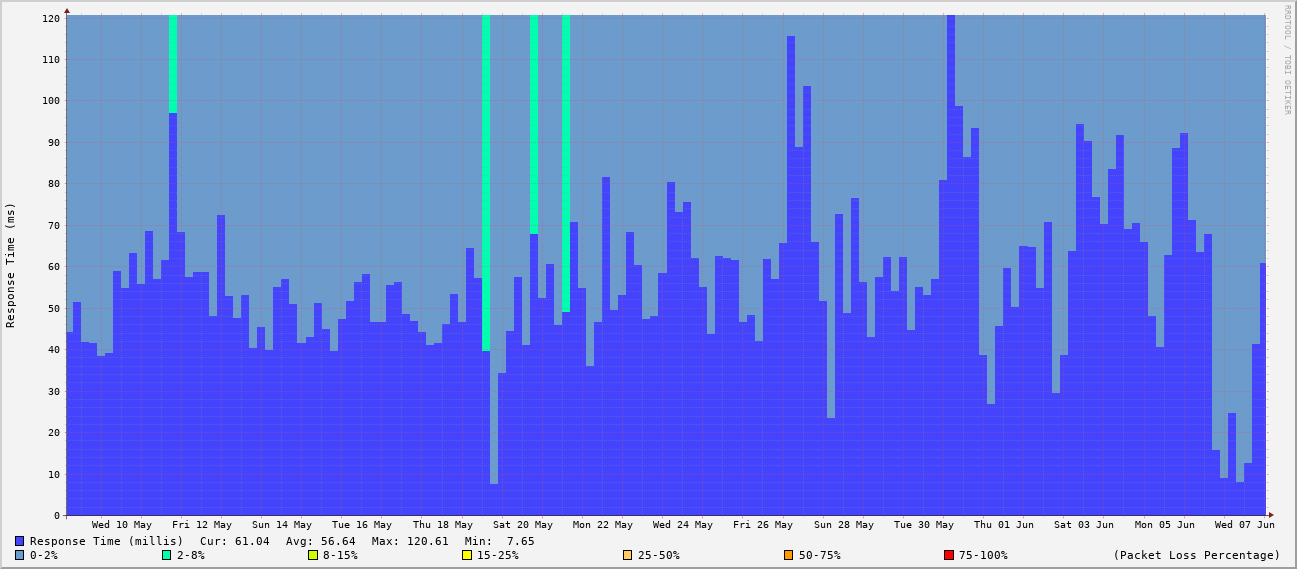 RRDTOOL / TOBI OETIKER
Response Time (ms)
120
110
100
90
80
70
60
50
40
30
20
10
0
Wed 10 May Fri 12 May Sun 14 May Tue 16 May Thu 18 May Sat 20 May Mon 22 May Wed 24 May Fri 26 May Sun 28 May Tue 30 May Thu 01 Jun Sat 03 Jun Mon 05 Jun Wed 07 Jun
Response Time (millis) Cur: 61.04 Avg: 56.64 Max: 120.61 Min: 7.65
0-2% 2-8% 8-15% 15-25% 25-50% 50-75% 75-100% (Packet Loss Percentage)